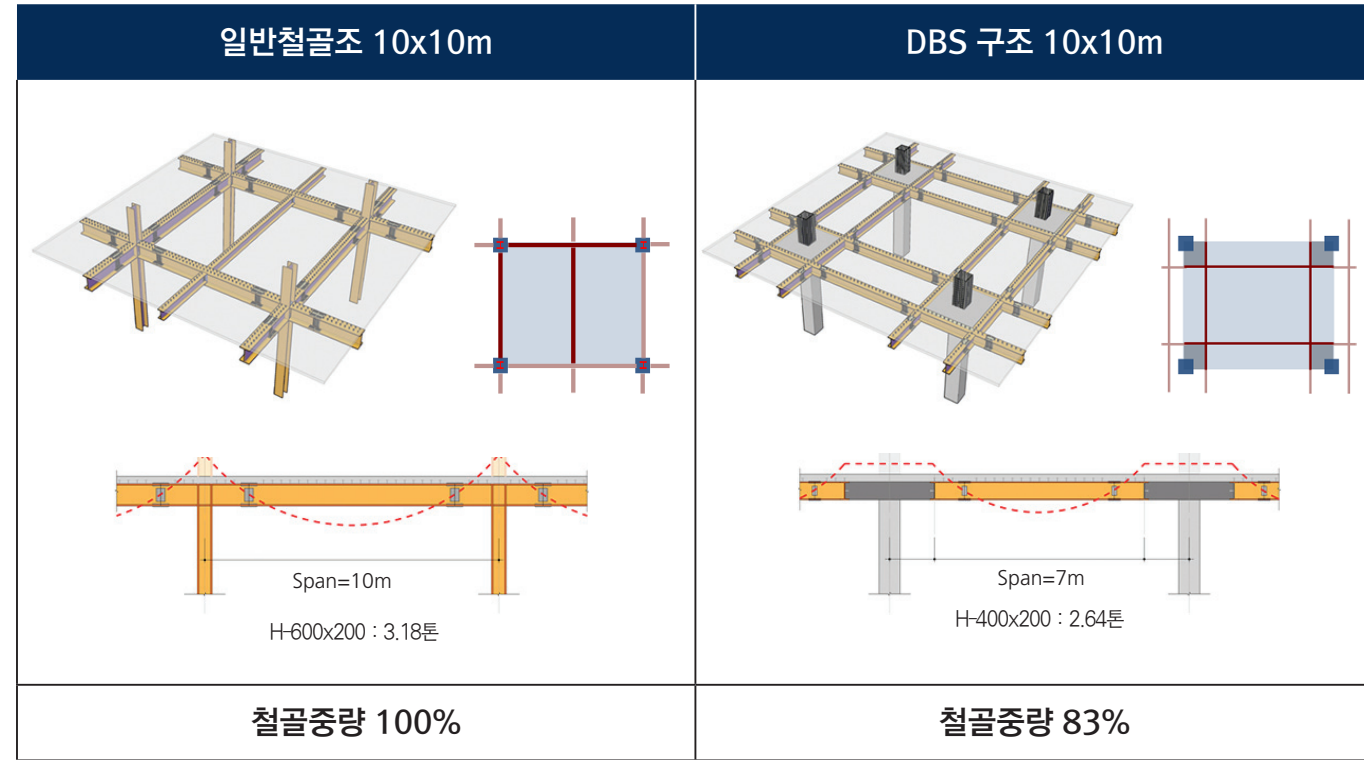 일반철골조 10x10m
DBS 구조 10x10m
Span=10m
H-600x200 : 3.18톤
Span=7m
H-400x200 : 2.64톤
철골중량 100%
철골중량 83%